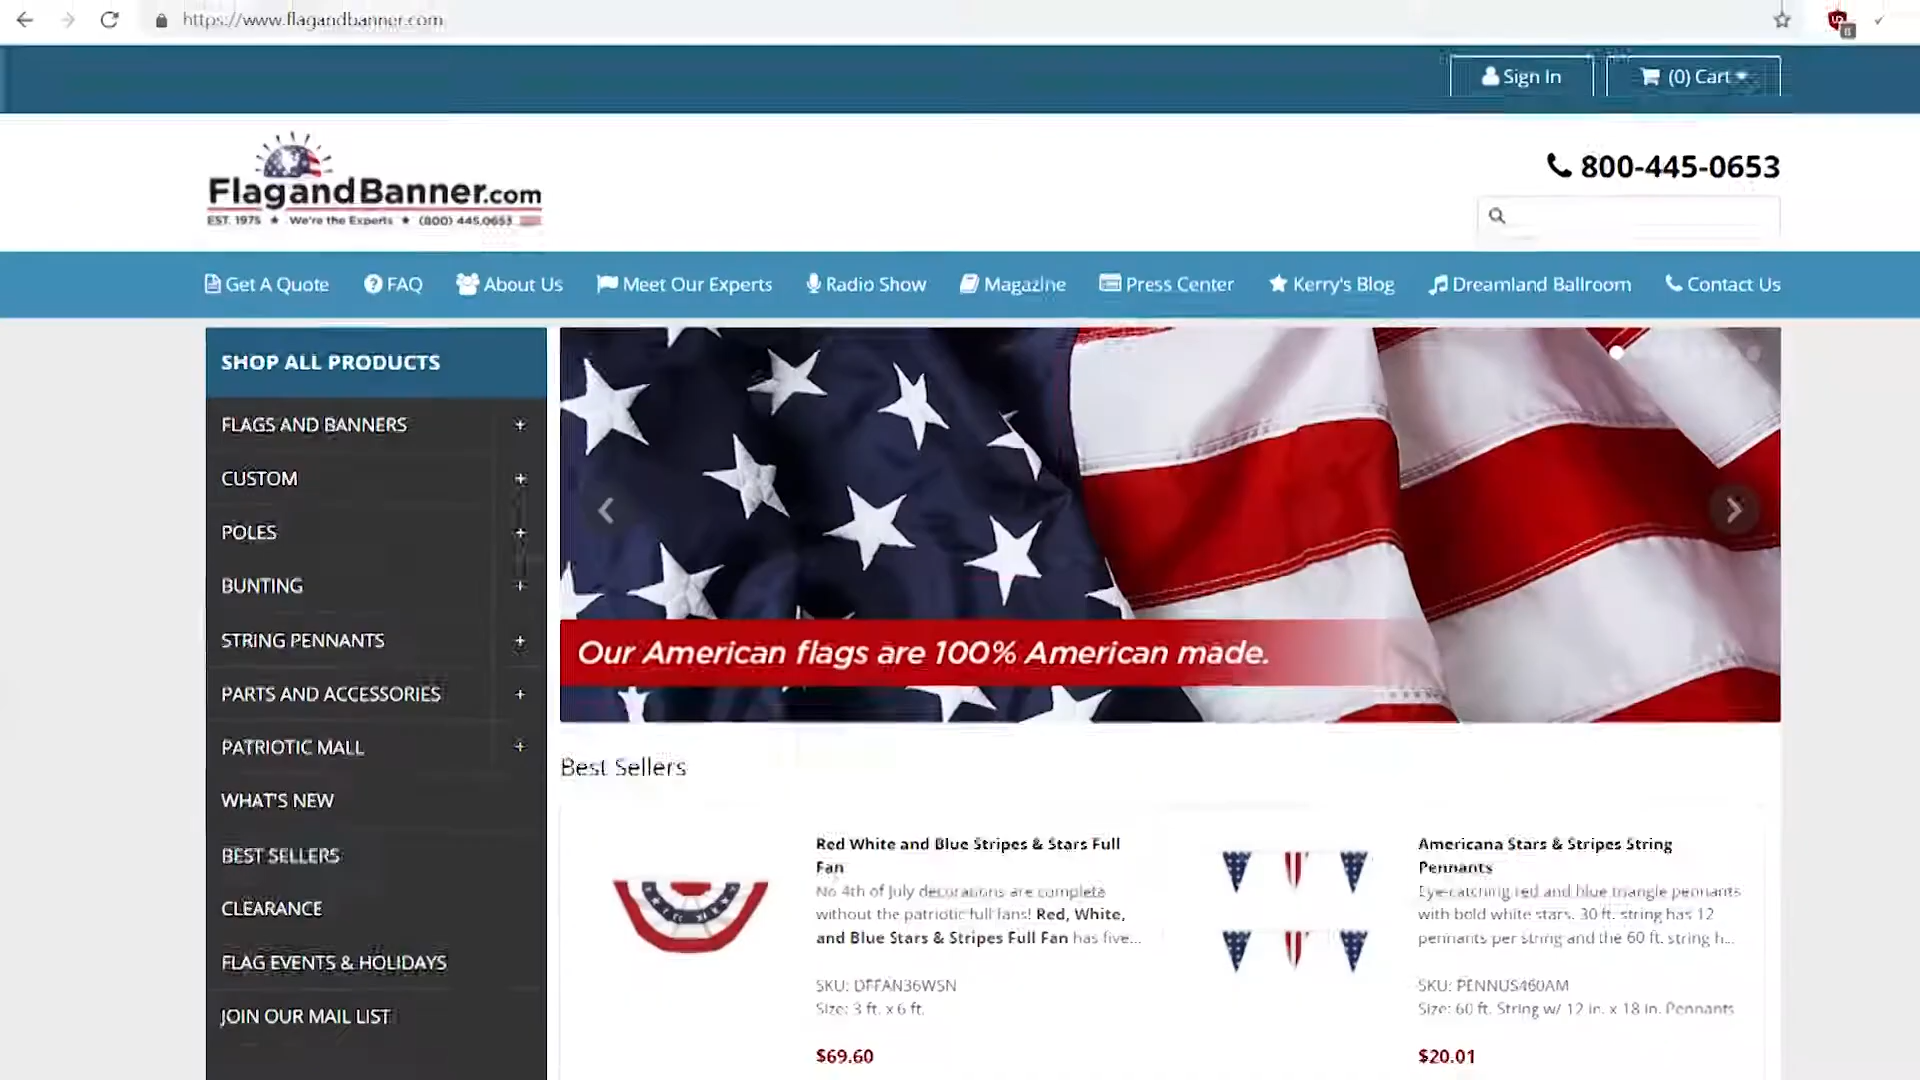 https://www.flagandbanner.com
Sign In
(0) Cart
FlagandBanner.com
EST. 1975 ★ We're the Experts ★ (800) 445.0653
800-445-0653
Get A Quote
FAQ
About Us
Meet Our Experts
Radio Show
Magazine
Press Center
Kerry's Blog
Dreamland Ballroom
Contact Us
SHOP ALL PRODUCTS
FLAGS AND BANNERS +
CUSTOM +
POLES +
BUNTING +
STRING PENNANTS +
PARTS AND ACCESSORIES +
PATRIOTIC MALL +
WHAT'S NEW
BEST SELLERS
CLEARANCE
FLAG EVENTS & HOLIDAYS
JOIN OUR MAIL LIST
Our American flags are 100% American made.
Best Sellers
Red White and Blue Stripes & Stars Full
Fan
No 4th of July decorations are complete
without the patriotic full fans! Red, White,
and Blue Stars & Stripes Full Fan has five...
SKU: DFFAN36WSN
Size: 3 ft. x 6 ft.
$69.60
Americana Stars & Stripes String
Pennants
Eye-catching red and blue triangle pennants
with bold white stars. 30 ft. string has 12
pennants per string and the 60 ft. string h...
SKU: PENNUS460AM
Size: 60 ft. String w/ 12 in. x 18 in. Pennants
$20.01